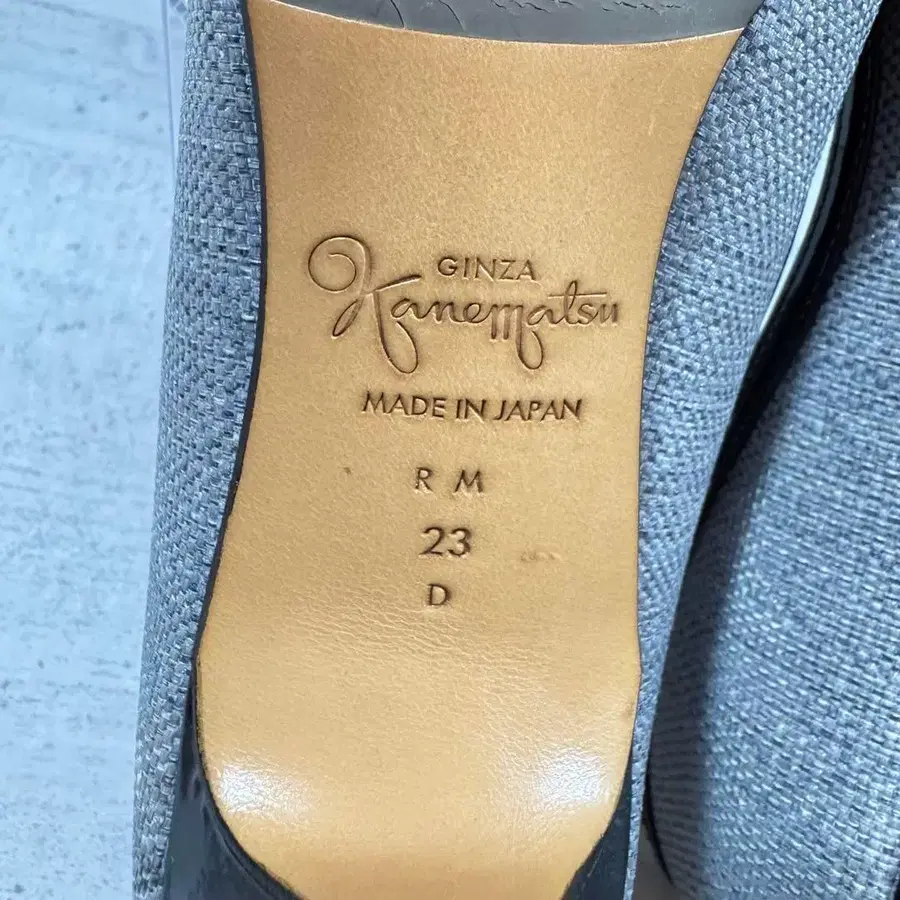 GINZA
Kanematsu
MADE IN JAPAN
R M
23
D